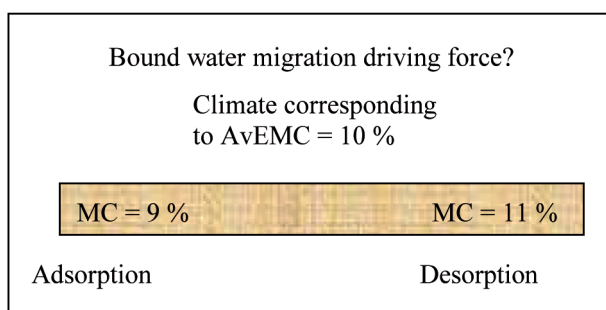 Bound water migration driving force?
Climate corresponding
to AvEMC = 10 %
MC = 9 %
MC = 11 %
Adsorption
Desorption